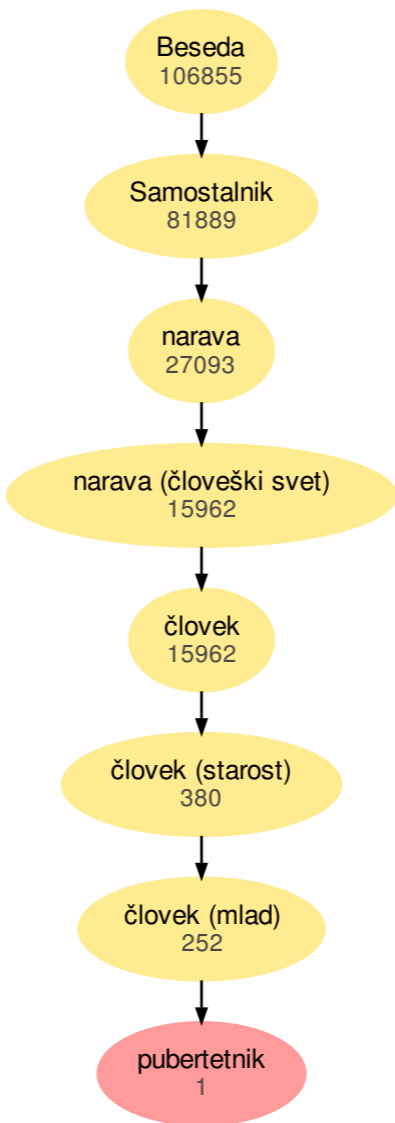 Beseda
106855
Samostalnik
81889
narava
27093
narava (človeški svet)
15962
človek
15962
človek (starost)
380
človek (mlad)
252
pubertetnik
1